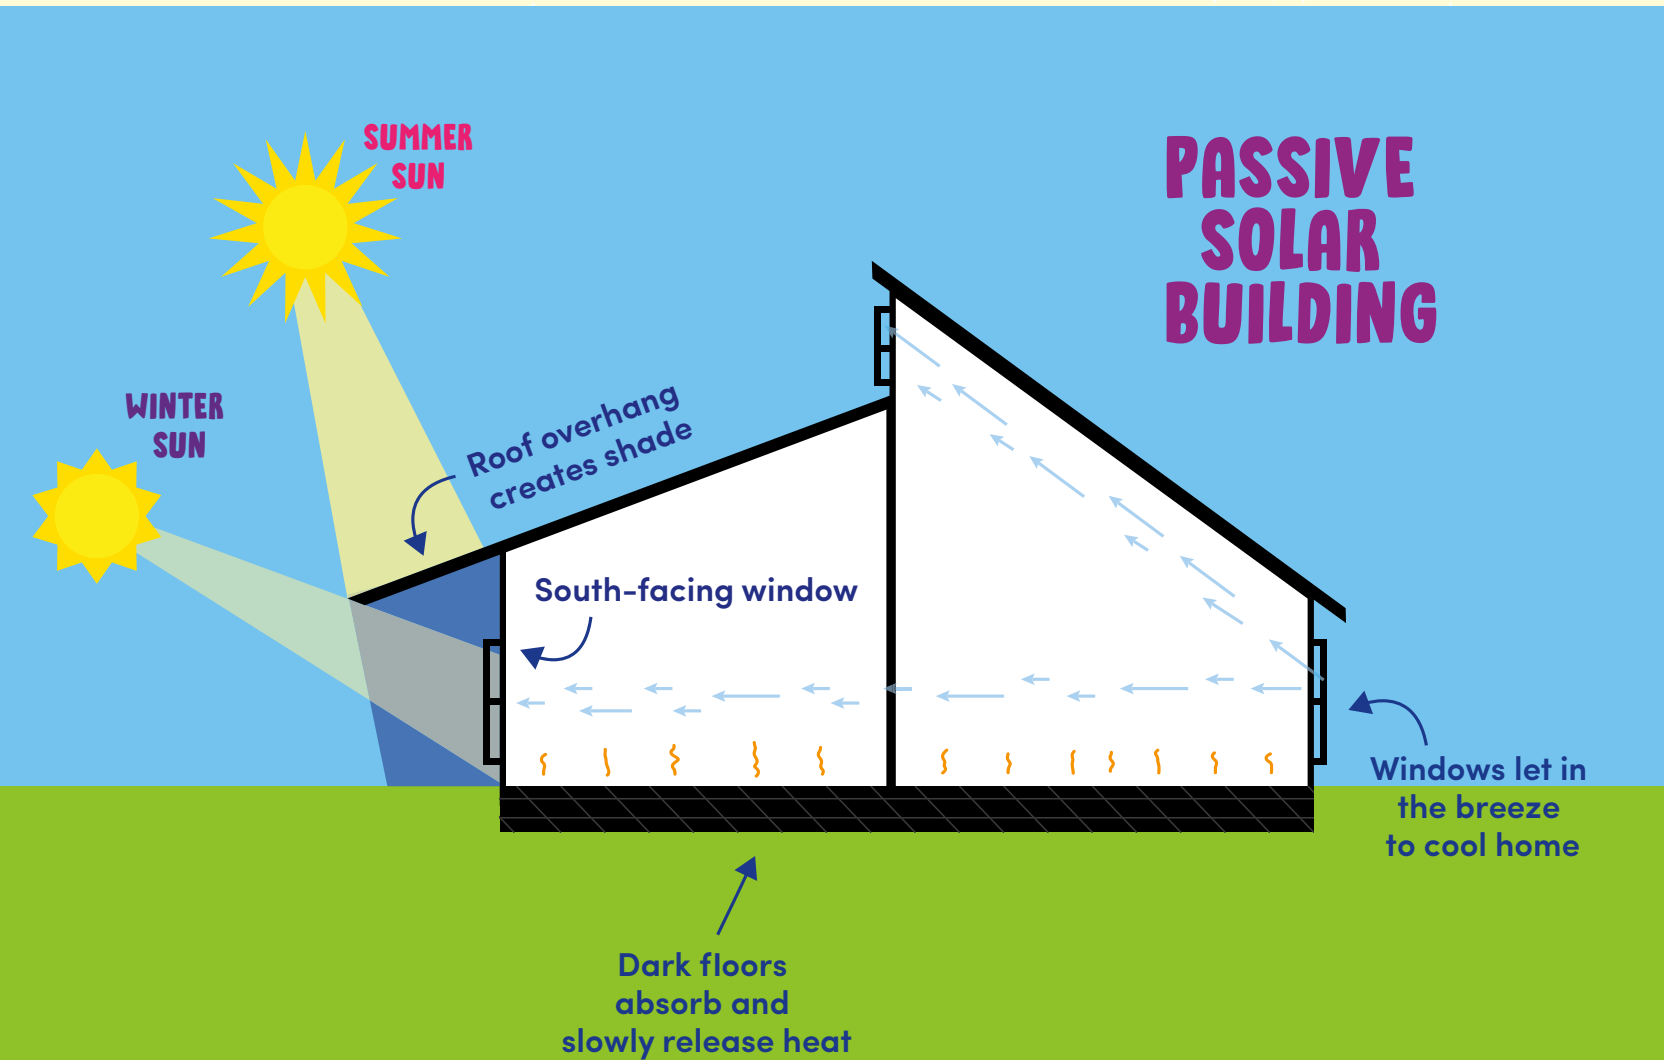 SUMMER
SUN
PASSIVE
SOLAR
BUILDING
WINTER
SUN
Roof overhang
creates shade
South-facing window
Windows let in
the breeze
to cool home
Dark floors
absorb and
slowly release heat